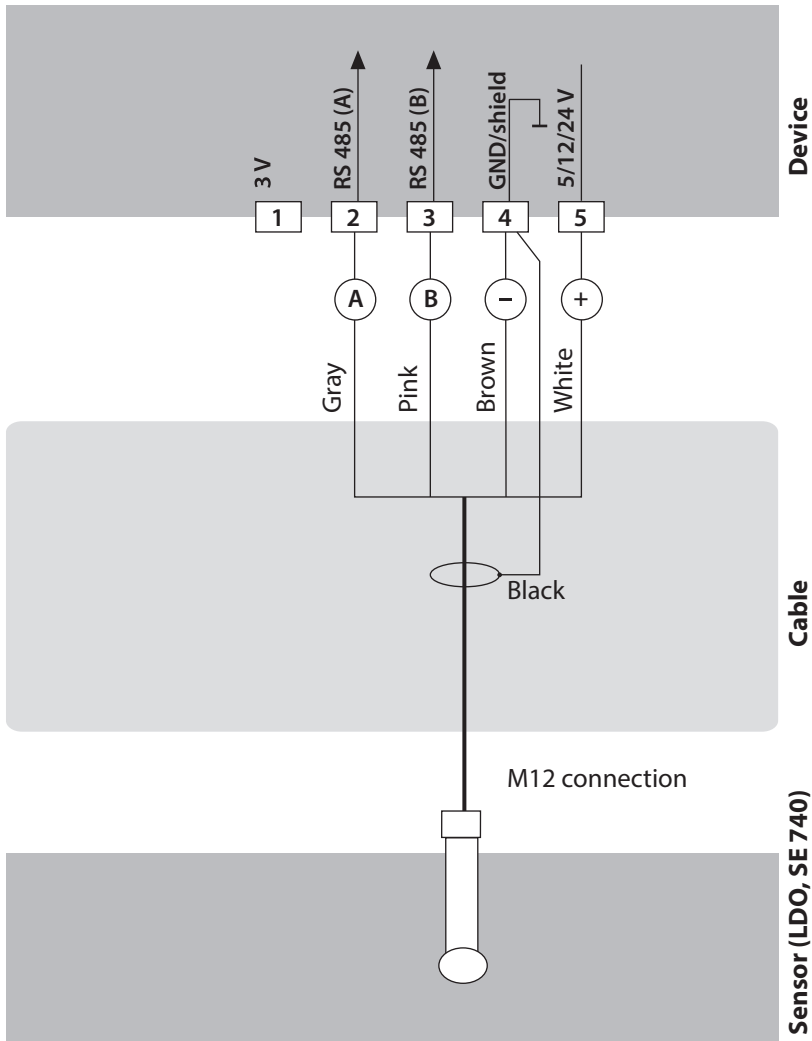 3 V
RS 485 (A)
RS 485 (B)
GND/shield
5/12/24 V
Device
1
2
3
4
5
A
B
–
+
Gray
Pink
Brown
White
Black
Cable
M12 connection
Sensor (LDO, SE 740)